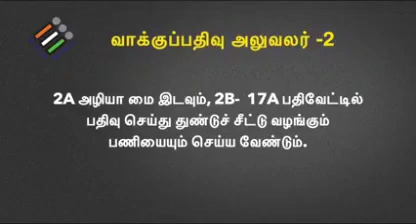 வாக்குப்பதிவு அலுவலர் -2
2A அழியா மை இடவும், 2B- 17A பதிவேட்டில்
பதிவு செய்து துண்டுச் சீட்டு வழங்கும்
பணியையும் செய்ய வேண்டும்.